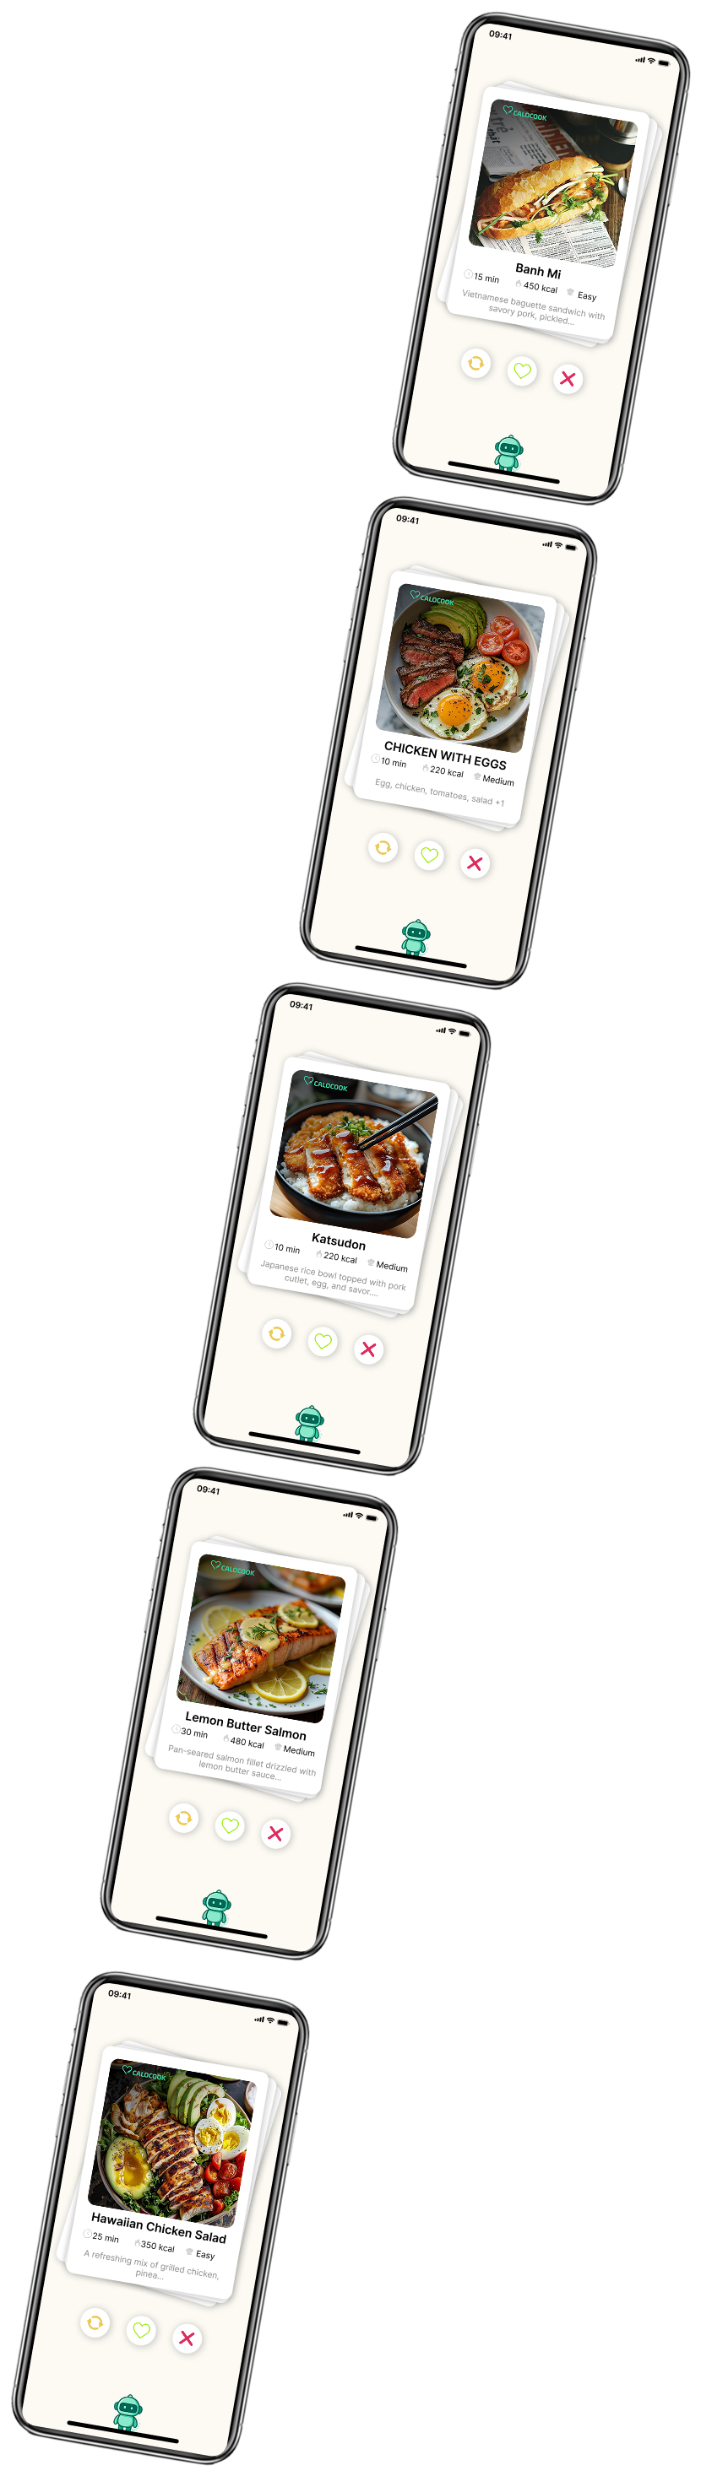 09:41
CALOCOOK
Banh Mi
15 min 450 kcal Easy
Vietnamese baguette sandwich with
savory pork, pickled...
09:41
CALOCOOK
CHICKEN WITH EGGS
10 min 220 kcal Medium
Egg, chicken, tomatoes, salad +1
09:41
CALOCOOK
Katsudon
10 min 220 kcal Medium
Japanese rice bowl topped with pork
cutlet, egg, and savor....
09:41
CALOCOOK
Lemon Butter Salmon
30 min 480 kcal Medium
Pan-seared salmon fillet drizzled with
lemon butter sauce...
09:41
CALOCOOK
Hawaiian Chicken Salad
25 min 350 kcal Easy
A refreshing mix of grilled chicken,
pinea...